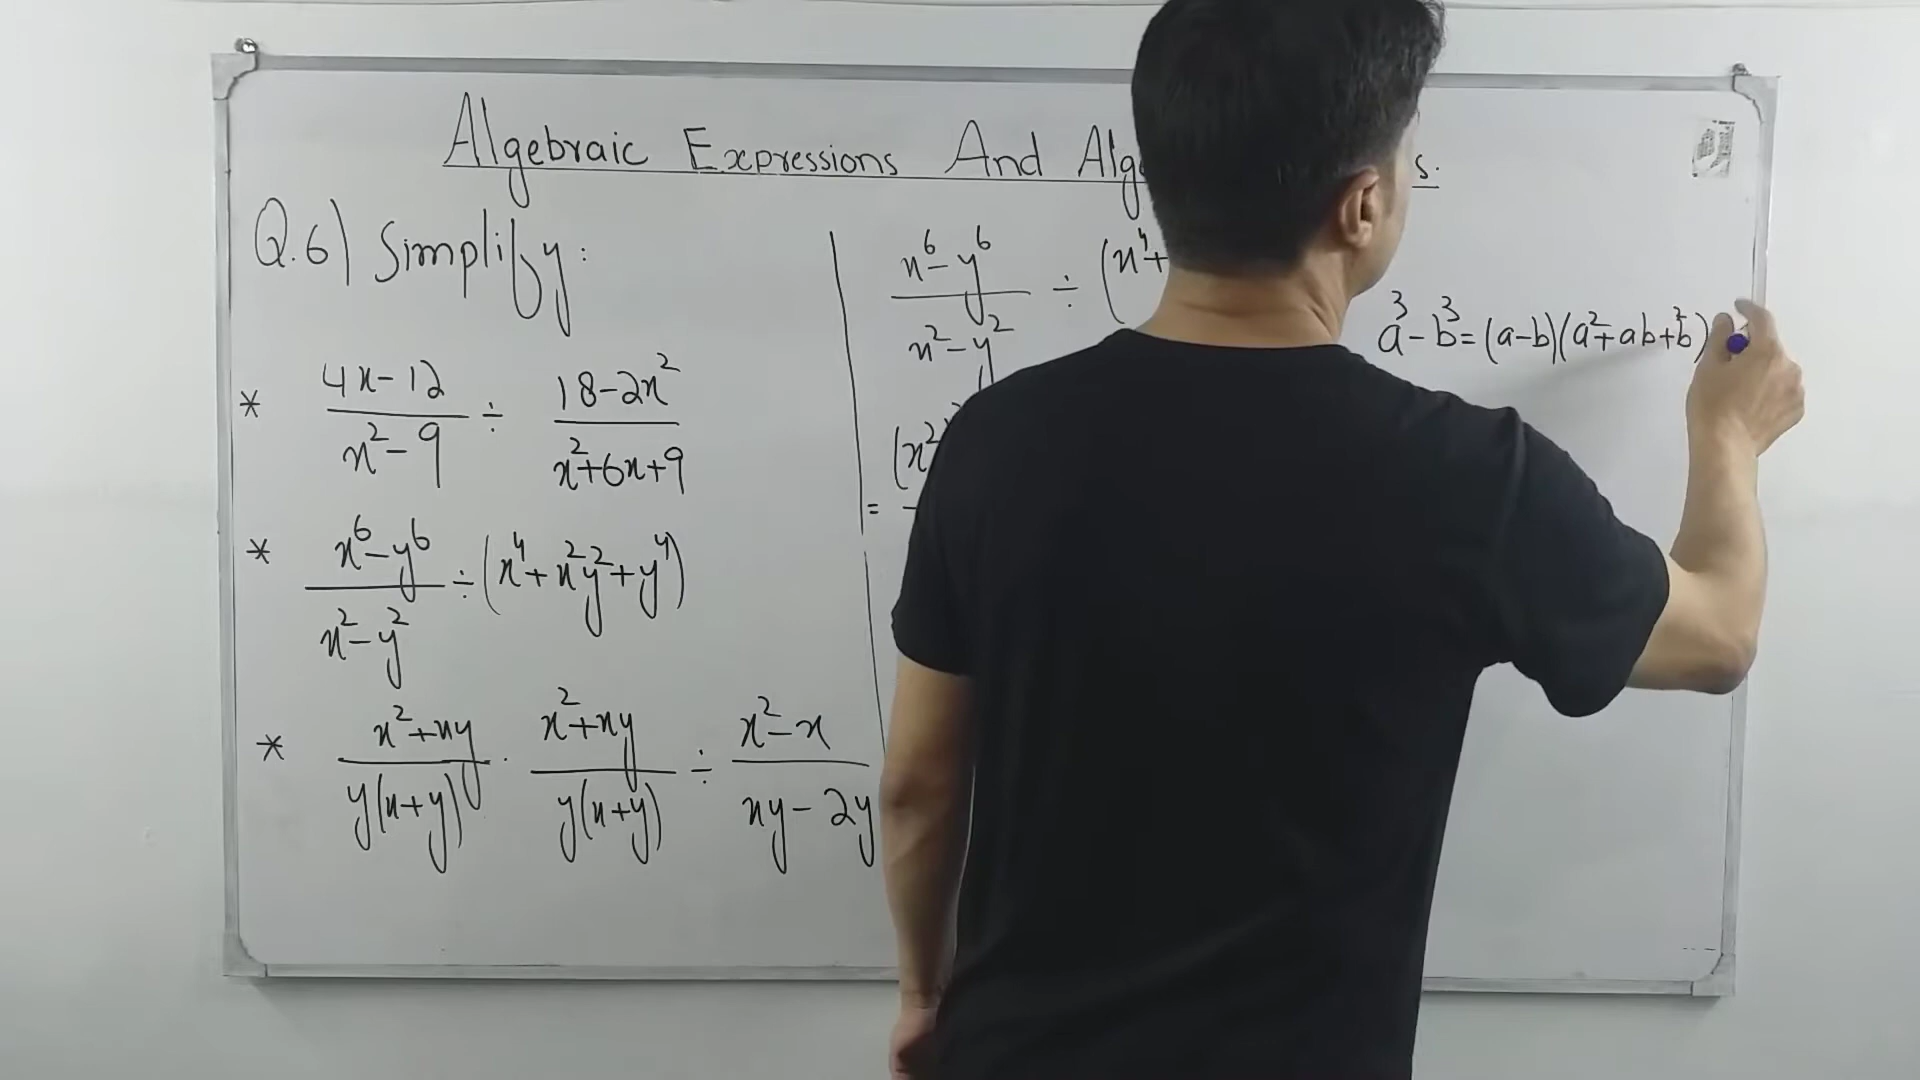 Algebraic Expressions And
Q.6) Simplify:
* (4x-12)/(x²-9) ÷ (18-2x²)/(x²+6x+9)
* (x⁶-y⁶)/(x²-y²) ÷ (x⁴+x²y²+y⁴)
* (x²+xy)/(y(x+y)) · (x²+xy)/(y(x+y)) ÷ (x²-x)/(xy-2y)
(x⁶-y⁶)/(x²-y²) ÷ (x⁴+
= (x²)
a³-b³=(a-b)(a²+ab+b²)